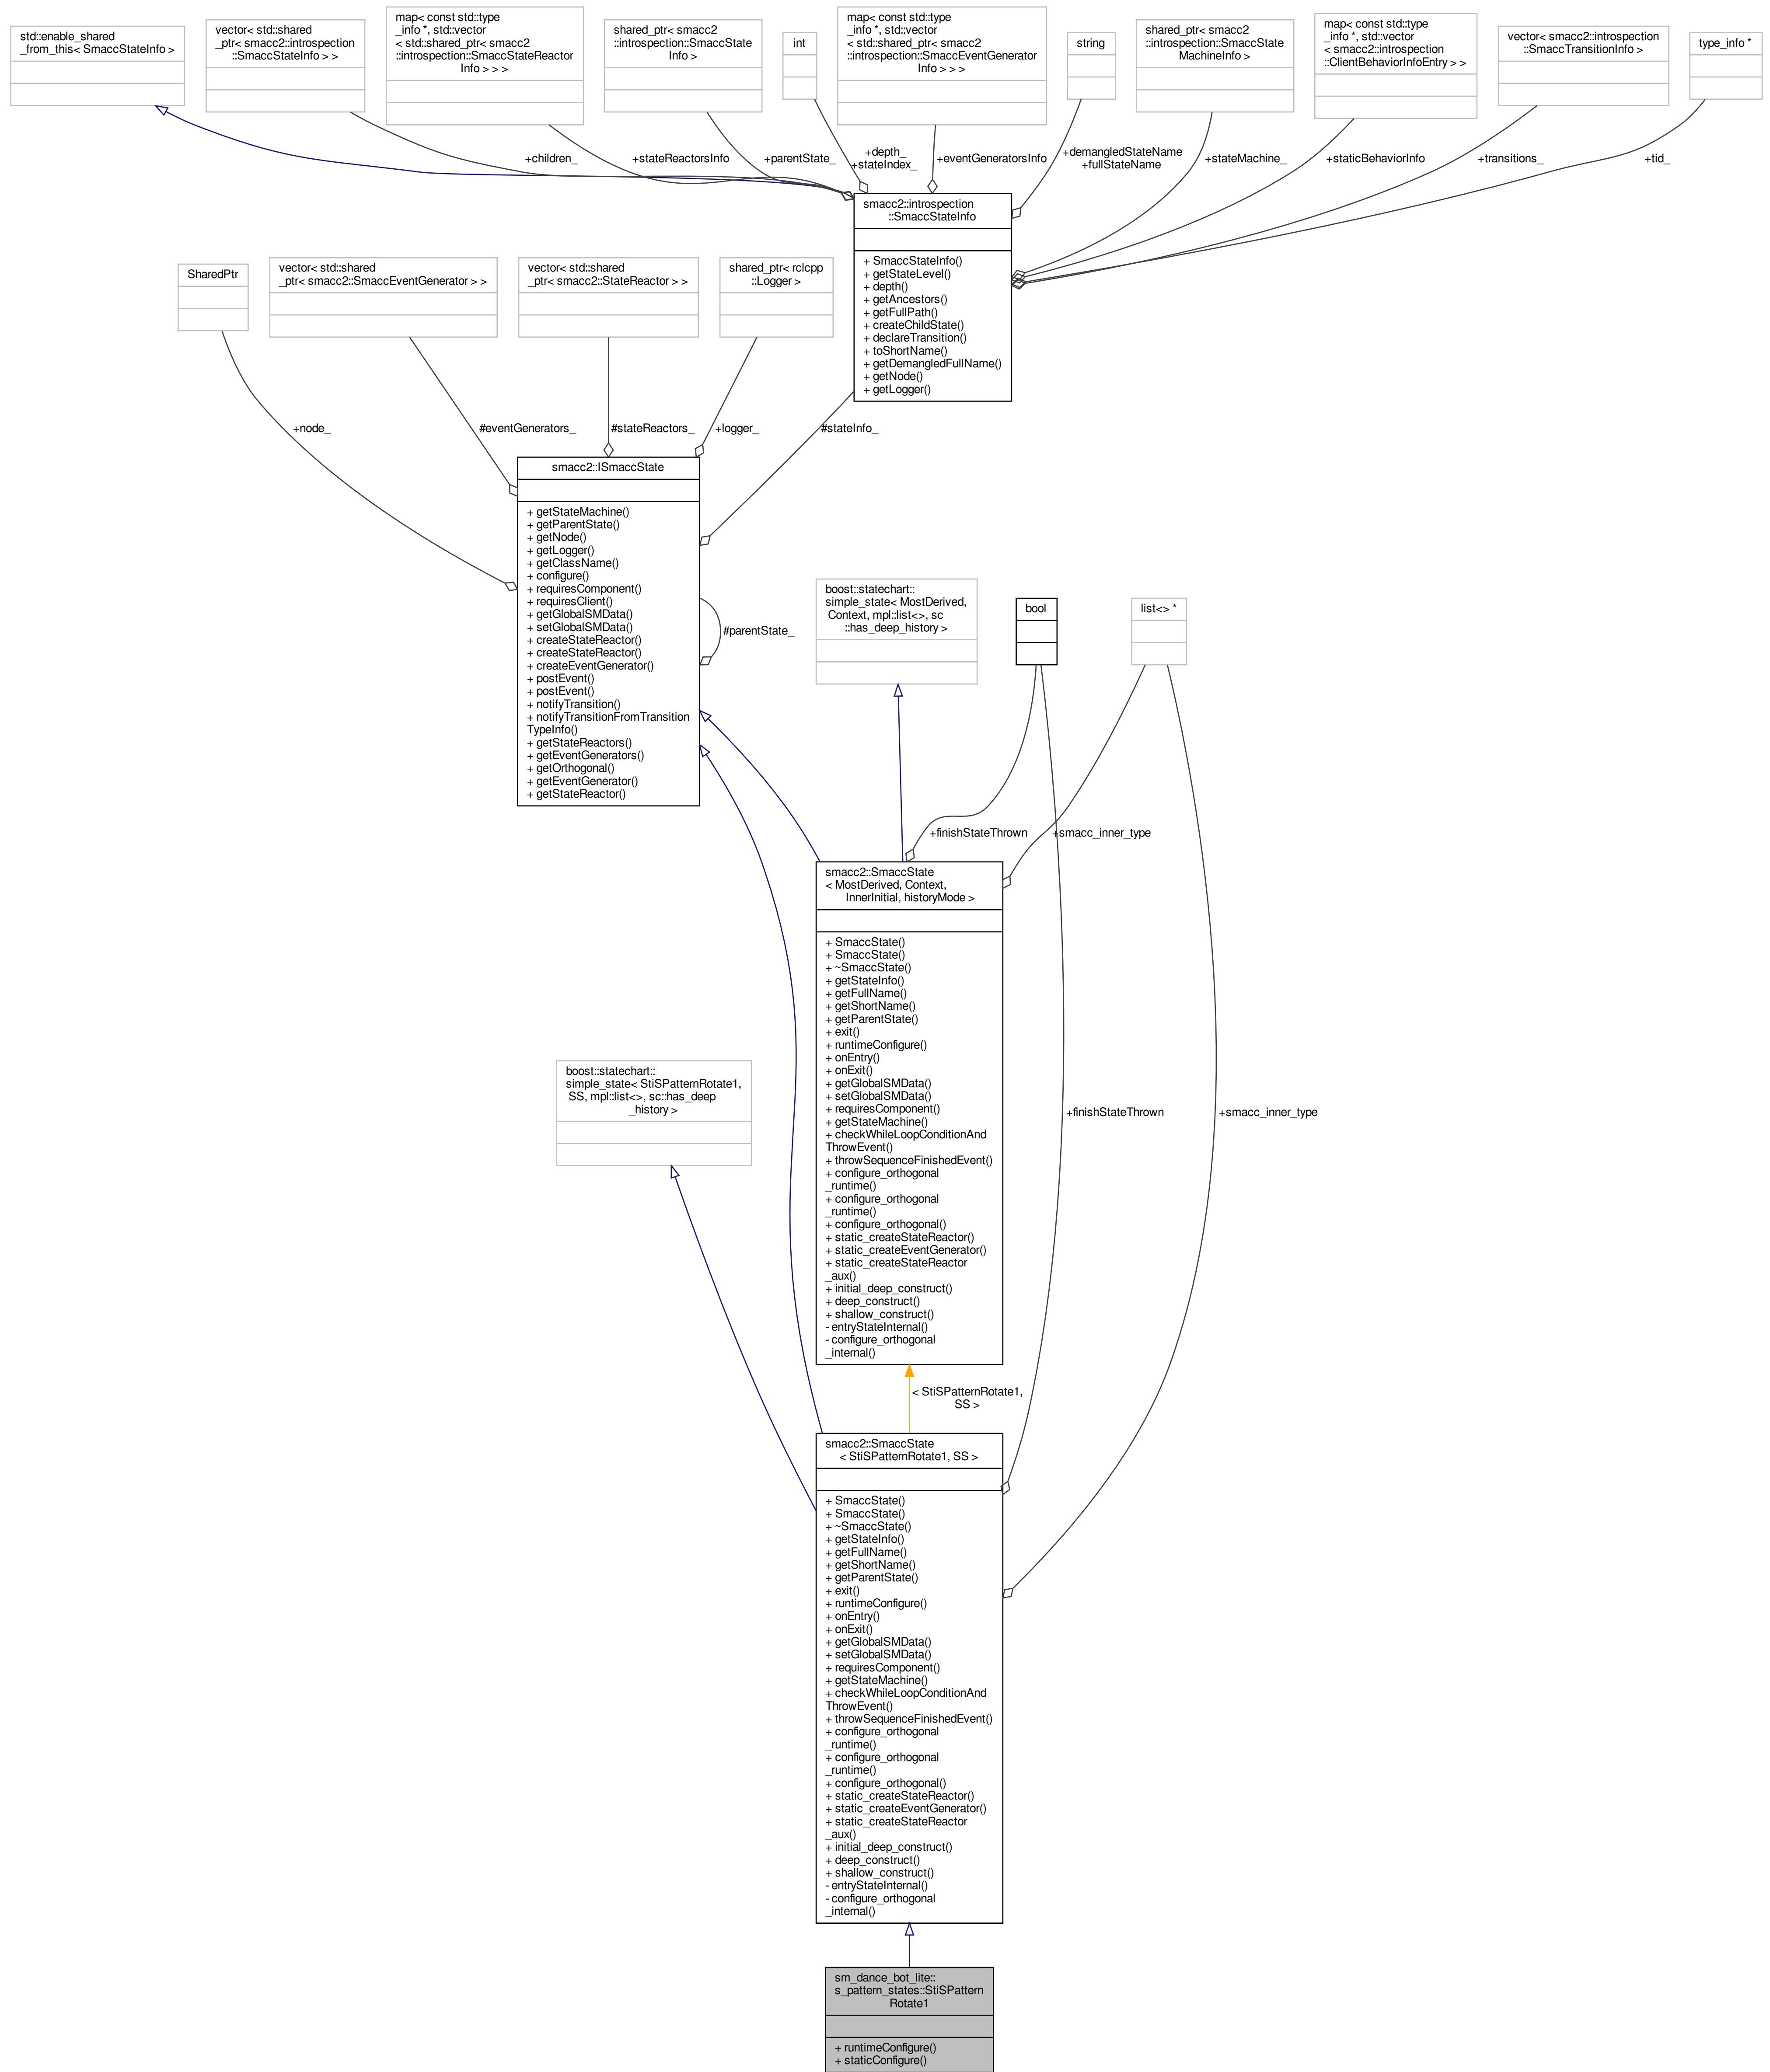 std::enable_shared
_from_this< SmaccStateInfo >
vector< std::shared
_ptr< smacc2::introspection
::SmaccStateInfo > >
map< const std::type
_info *, std::vector
< std::shared_ptr< smacc2
::introspection::SmaccStateReactor
Info > > >
shared_ptr< smacc2
::introspection::SmaccState
Info >
int
map< const std::type
_info *, std::vector
< std::shared_ptr< smacc2
::introspection::SmaccEventGenerator
Info > > >
string
shared_ptr< smacc2
::introspection::SmaccState
MachineInfo >
map< const std::type
_info *, std::vector
< smacc2::introspection
::ClientBehaviorInfoEntry > >
vector< smacc2::introspection
::SmaccTransitionInfo >
type_info *
+children_
+stateReactorsInfo
+parentState_
+depth_
+stateIndex_
+eventGeneratorsInfo
+demangledStateName
+fullStateName
+stateMachine_
+staticBehaviorInfo
+transitions_
+tid_
smacc2::introspection
::SmaccStateInfo
+ SmaccStateInfo()
+ getStateLevel()
+ depth()
+ getAncestors()
+ getFullPath()
+ createChildState()
+ declareTransition()
+ toShortName()
+ getDemangledFullName()
+ getNode()
+ getLogger()
SharedPtr
vector< std::shared
_ptr< smacc2::SmaccEventGenerator > >
vector< std::shared
_ptr< smacc2::StateReactor > >
shared_ptr< rclcpp
::Logger >
+node_
#eventGenerators_
#stateReactors_
+logger_
#stateInfo_
smacc2::ISmaccState
+ getStateMachine()
+ getParentState()
+ getNode()
+ getLogger()
+ getClassName()
+ configure()
+ requiresComponent()
+ requiresClient()
+ getGlobalSMData()
+ setGlobalSMData()
+ createStateReactor()
+ createStateReactor()
+ createEventGenerator()
+ postEvent()
+ postEvent()
+ notifyTransition()
+ notifyTransitionFromTransition
TypeInfo()
+ getStateReactors()
+ getEventGenerators()
+ getOrthogonal()
+ getEventGenerator()
+ getStateReactor()
#parentState_
boost::statechart::
simple_state< MostDerived,
Context, mpl::list<>, sc
::has_deep_history >
bool
list<> *
+finishStateThrown
+smacc_inner_type
smacc2::SmaccState
< MostDerived, Context,
InnerInitial, historyMode >
+ SmaccState()
+ SmaccState()
+ ~SmaccState()
+ getStateInfo()
+ getFullName()
+ getShortName()
+ getParentState()
+ exit()
+ runtimeConfigure()
+ onEntry()
+ onExit()
+ getGlobalSMData()
+ setGlobalSMData()
+ requiresComponent()
+ getStateMachine()
+ checkWhileLoopConditionAnd
ThrowEvent()
+ throwSequenceFinishedEvent()
+ configure_orthogonal
_runtime()
+ configure_orthogonal
_runtime()
+ configure_orthogonal()
+ static_createStateReactor()
+ static_createEventGenerator()
+ static_createStateReactor
_aux()
+ initial_deep_construct()
+ deep_construct()
+ shallow_construct()
- entryStateInternal()
- configure_orthogonal
_internal()
boost::statechart::
simple_state< StiSPatternRotate1,
SS, mpl::list<>, sc::has_deep
_history >
+finishStateThrown
+smacc_inner_type
< StiSPatternRotate1,
SS >
smacc2::SmaccState
< StiSPatternRotate1, SS >
+ SmaccState()
+ SmaccState()
+ ~SmaccState()
+ getStateInfo()
+ getFullName()
+ getShortName()
+ getParentState()
+ exit()
+ runtimeConfigure()
+ onEntry()
+ onExit()
+ getGlobalSMData()
+ setGlobalSMData()
+ requiresComponent()
+ getStateMachine()
+ checkWhileLoopConditionAnd
ThrowEvent()
+ throwSequenceFinishedEvent()
+ configure_orthogonal
_runtime()
+ configure_orthogonal
_runtime()
+ configure_orthogonal()
+ static_createStateReactor()
+ static_createEventGenerator()
+ static_createStateReactor
_aux()
+ initial_deep_construct()
+ deep_construct()
+ shallow_construct()
- entryStateInternal()
- configure_orthogonal
_internal()
sm_dance_bot_lite::
s_pattern_states::StiSPattern
Rotate1
+ runtimeConfigure()
+ staticConfigure()